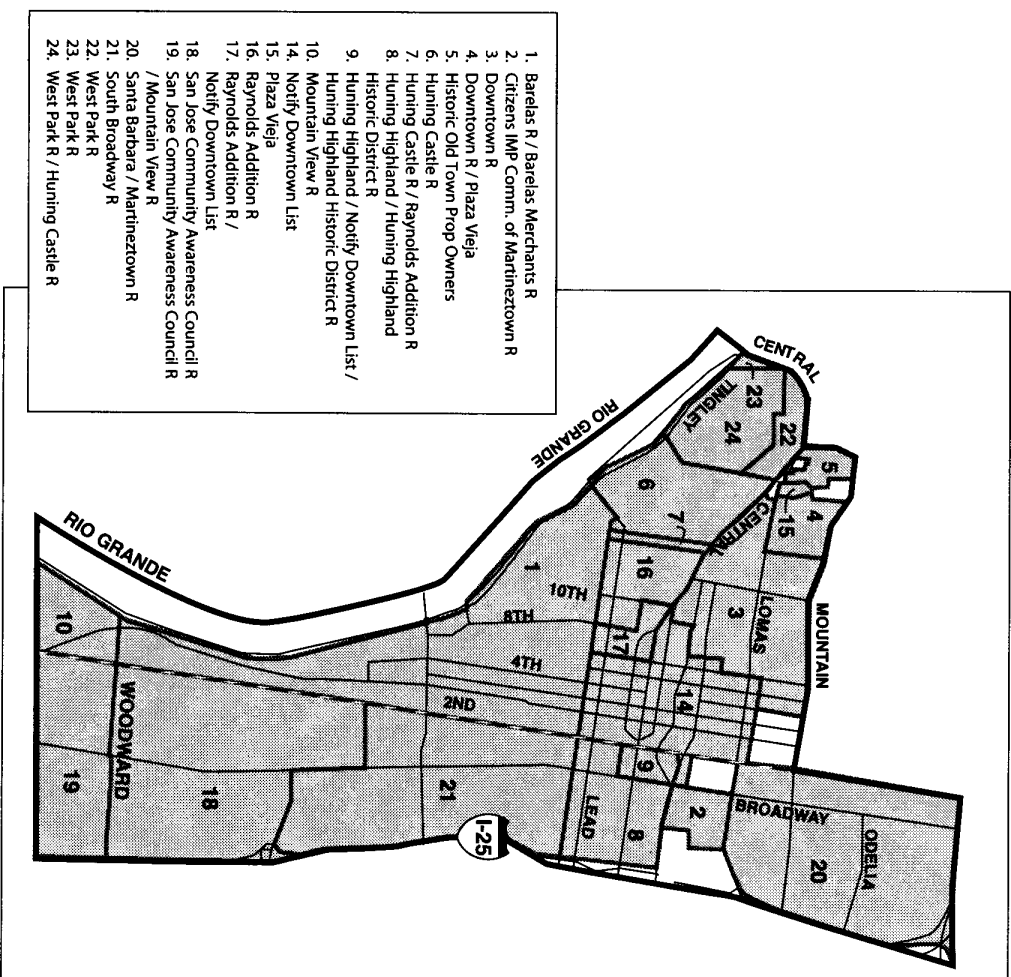 1. Barelas R / Barelas Merchants R
2. Citizens IMP Comm. of Martineztown R
3. Downtown R
4. Downtown R / Plaza Vieja
5. Historic Old Town Prop Owners
6. Huning Castle R
7. Huning Castle R / Raynolds Addition R
8. Huning Highland / Huning Highland
Historic District R
9. Huning Highland / Notify Downtown List /
Huning Highland Historic District R
10. Mountain View R
14. Notify Downtown List
15. Plaza Vieja
16. Raynolds Addition R
17. Raynolds Addition R /
Notify Downtown List
18. San Jose Community Awareness Council R
19. San Jose Community Awareness Council R
/ Mountain View R
20. Santa Barbara / Martineztown R
21. South Broadway R
22. West Park R
23. West Park R
24. West Park R / Huning Castle R
CENTRAL
TINGLEY
23
24
22
5
4
15
CENTRAL
RIO GRANDE
6
7
16
1
10TH
8TH
17
3
LOMAS
MOUNTAIN
4TH
14
2ND
RIO GRANDE
10
WOODWARD
9
2
BROADWAY
19
18
21
I-25
LEAD
8
20
ODELIA